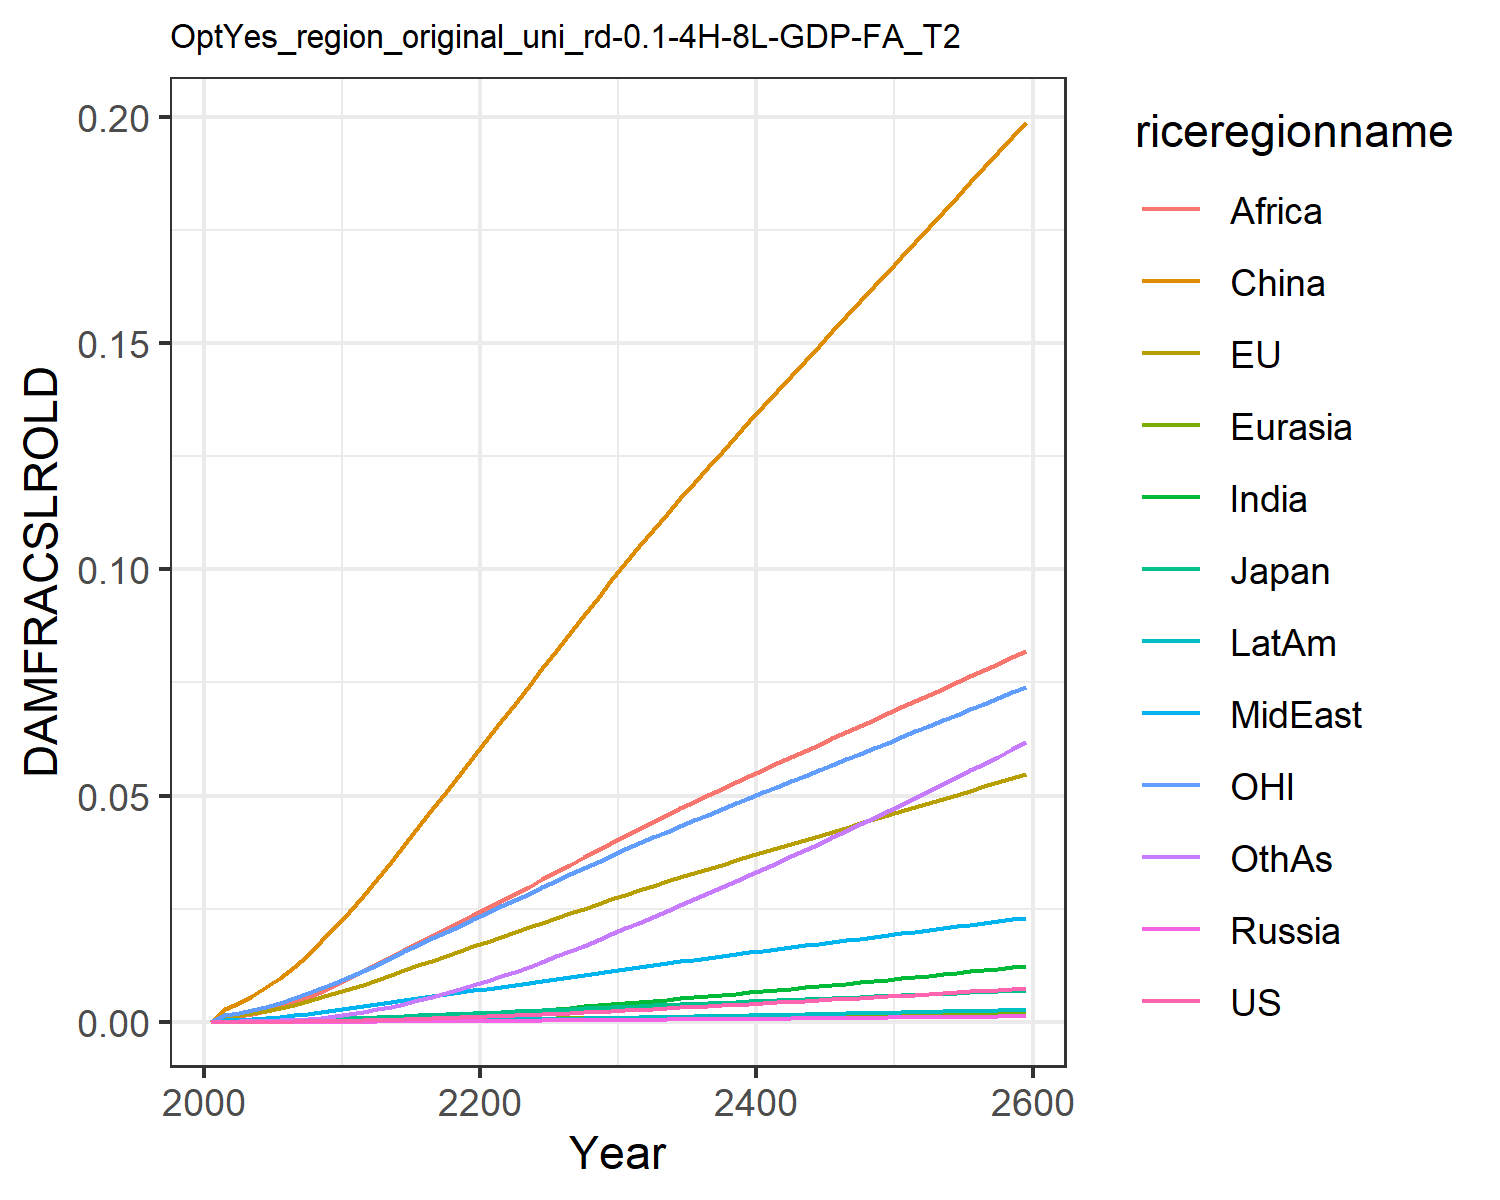 OptYes_region_original_uni_rd-0.1-4H-8L-GDP-FA_T2
DAMFRACSLROLD
0.20
0.15
0.10
0.05
0.00
2000
2200
2400
2600
Year
riceregionname
Africa
China
EU
Eurasia
India
Japan
LatAm
MidEast
OHI
OthAs
Russia
US